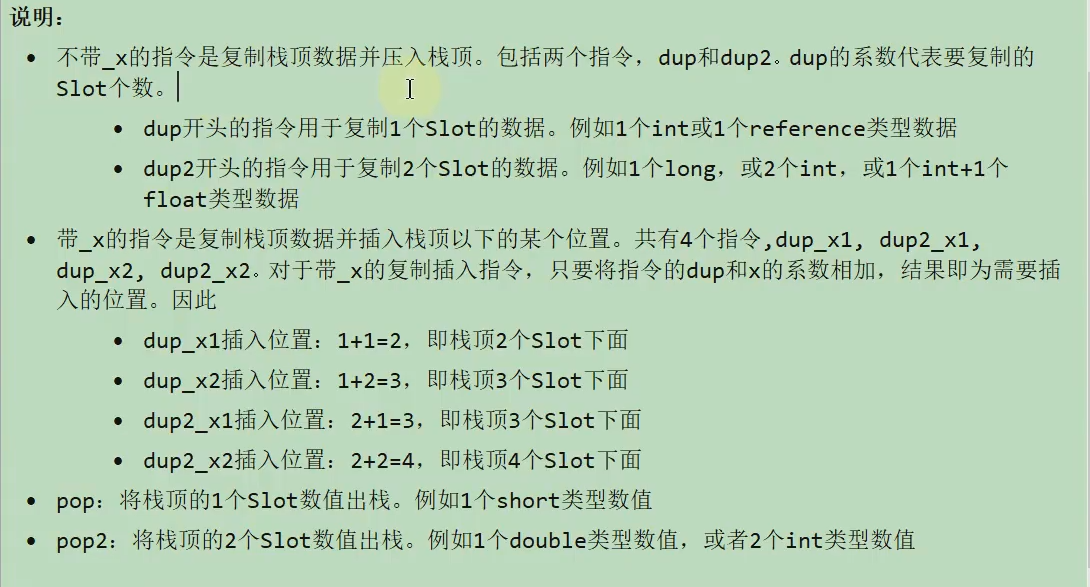 说明：
不带_x的指令是复制栈顶数据并压入栈顶。包括两个指令，dup和dup2。dup的系数代表要复制的
Slot个数。
dup开头的指令用于复制1个Slot的数据。例如1个int或1个reference类型数据
dup2开头的指令用于复制2个Slot的数据。例如1个long，或2个int，或1个int+1个
float类型数据
带_x的指令是复制栈顶数据并插入栈顶以下的某个位置。共有4个指令,dup_x1, dup2_x1,
dup_x2, dup2_x2。对于带_x的复制插入指令，只要将指令的dup和x的系数相加，结果即为需要插
入的位置。因此
dup_x1插入位置：1+1=2，即栈顶2个Slot下面
dup_x2插入位置：1+2=3，即栈顶3个Slot下面
dup2_x1插入位置：2+1=3，即栈顶3个Slot下面
dup2_x2插入位置：2+2=4，即栈顶4个Slot下面
pop：将栈顶的1个Slot数值出栈。例如1个short类型数值
pop2：将栈顶的2个Slot数值出栈。例如1个double类型数值，或者2个int类型数值